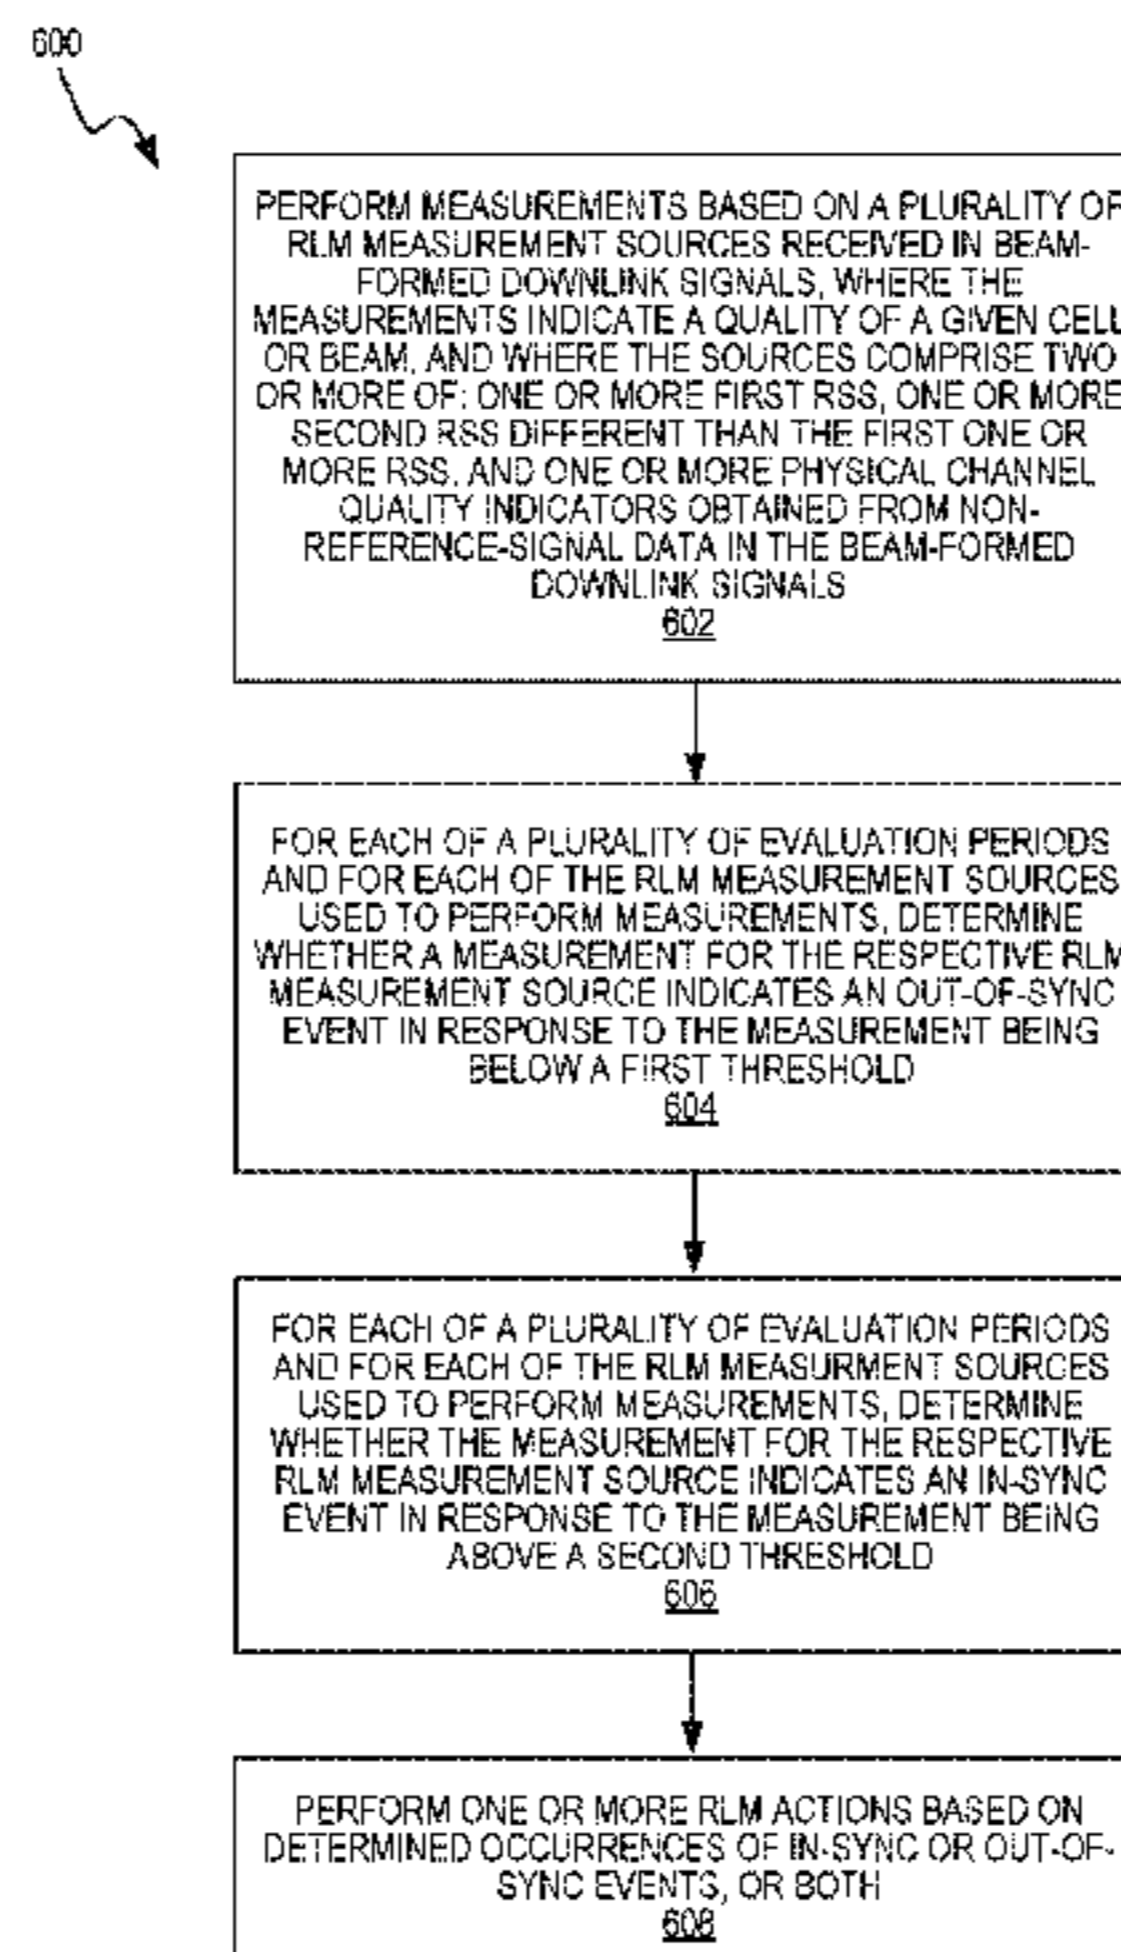 600
PERFORM MEASUREMENTS BASED ON A PLURALITY OF
RLM MEASUREMENT SOURCES RECEIVED IN BEAM-
FORMED DOWNLINK SIGNALS, WHERE THE
MEASUREMENTS INDICATE A QUALITY OF A GIVEN CELL
OR BEAM, AND WHERE THE SOURCES COMPRISE TWO
OR MORE OF: ONE OR MORE FIRST RSS, ONE OR MORE
SECOND RSS DIFFERENT THAN THE FIRST ONE OR
MORE RSS, AND ONE OR MORE PHYSICAL CHANNEL
QUALITY INDICATORS OBTAINED FROM NON-
REFERENCE-SIGNAL DATA IN THE BEAM-FORMED
DOWNLINK SIGNALS
602
FOR EACH OF A PLURALITY OF EVALUATION PERIODS
AND FOR EACH OF THE RLM MEASUREMENT SOURCES
USED TO PERFORM MEASUREMENTS, DETERMINE
WHETHER A MEASUREMENT FOR THE RESPECTIVE RLM
MEASUREMENT SOURCE INDICATES AN OUT-OF-SYNC
EVENT IN RESPONSE TO THE MEASUREMENT BEING
BELOW A FIRST THRESHOLD
604
FOR EACH OF A PLURALITY OF EVALUATION PERIODS
AND FOR EACH OF THE RLM MEASURMENT SOURCES
USED TO PERFORM MEASUREMENTS, DETERMINE
WHETHER THE MEASUREMENT FOR THE RESPECTIVE
RLM MEASUREMENT SOURCE INDICATES AN IN-SYNC
EVENT IN RESPONSE TO THE MEASUREMENT BEING
ABOVE A SECOND THRESHOLD
606
PERFORM ONE OR MORE RLM ACTIONS BASED ON
DETERMINED OCCURRENCES OF IN-SYNC OR OUT-OF-
SYNC EVENTS, OR BOTH
608